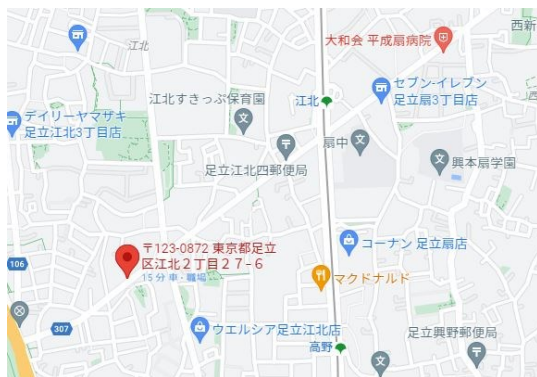 江北
西新
大和会 平成扇病院
セブン-イレブン
足立扇3丁目店
江北すきっぷ保育園
江北
デイリーヤマザキ
足立江北3丁目店
扇中
足立江北四郵便局
興本扇学園
〒123-0872 東京都足立
区江北2丁目27-6
15 分 車・職場
コーナン 足立扇店
106
マクドナルド
307
ウエルシア足立江北店
足立興野郵便局
高野